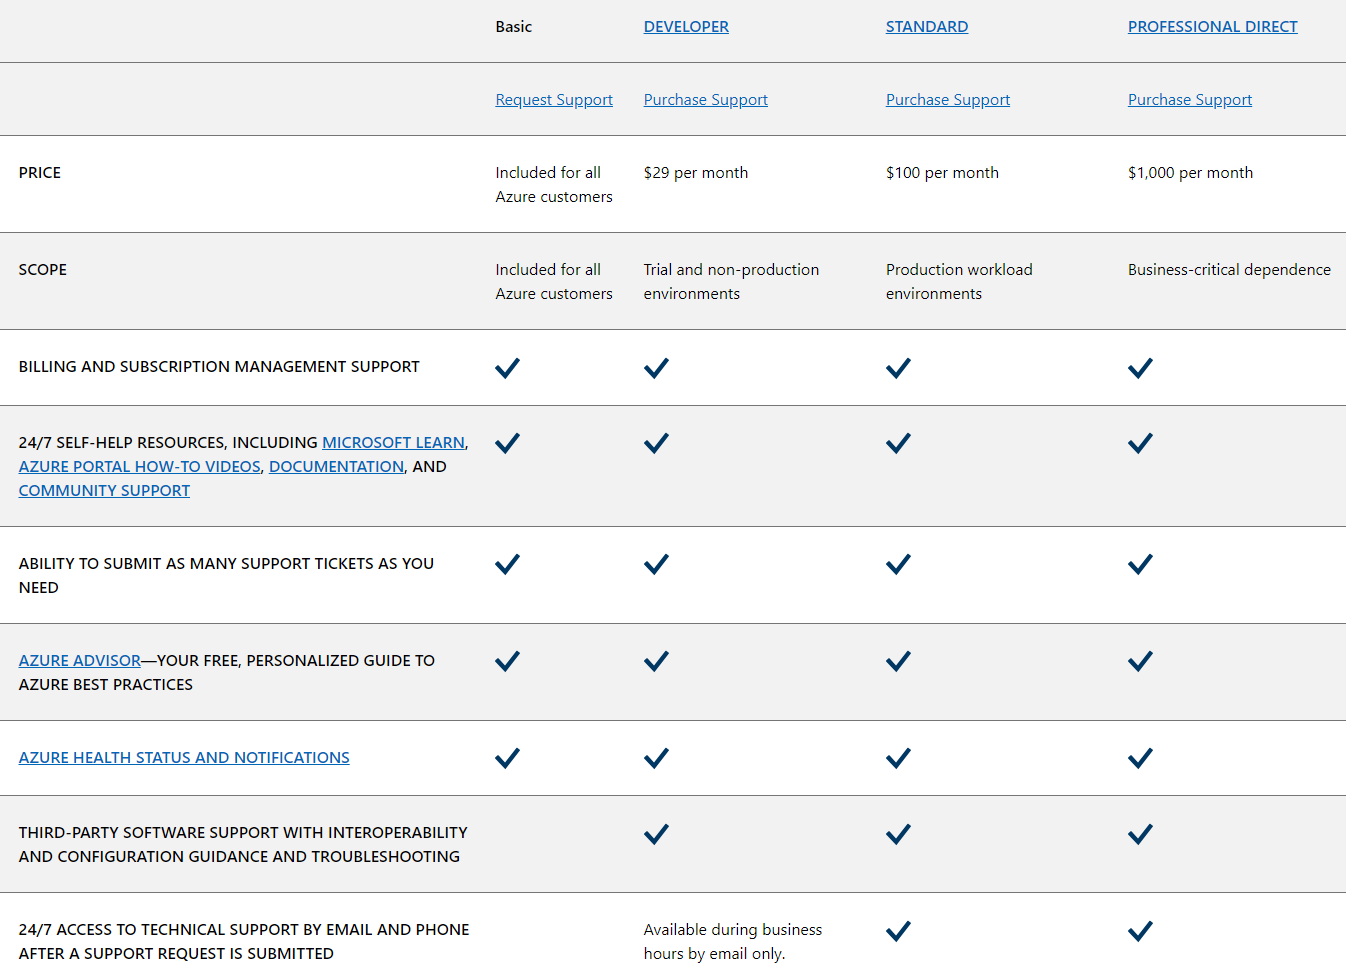 Basic DEVELOPER STANDARD PROFESSIONAL DIRECT
Request Support Purchase Support Purchase Support Purchase Support
PRICE Included for all $29 per month $100 per month $1,000 per month
Azure customers
SCOPE Included for all Trial and non-production Production workload Business-critical dependence
Azure customers environments environments
BILLING AND SUBSCRIPTION MANAGEMENT SUPPORT
24/7 SELF-HELP RESOURCES, INCLUDING MICROSOFT LEARN,
AZURE PORTAL HOW-TO VIDEOS, DOCUMENTATION, AND
COMMUNITY SUPPORT
ABILITY TO SUBMIT AS MANY SUPPORT TICKETS AS YOU
NEED
AZURE ADVISOR—YOUR FREE, PERSONALIZED GUIDE TO
AZURE BEST PRACTICES
AZURE HEALTH STATUS AND NOTIFICATIONS
THIRD-PARTY SOFTWARE SUPPORT WITH INTEROPERABILITY
AND CONFIGURATION GUIDANCE AND TROUBLESHOOTING
24/7 ACCESS TO TECHNICAL SUPPORT BY EMAIL AND PHONE Available during business
AFTER A SUPPORT REQUEST IS SUBMITTED hours by email only.